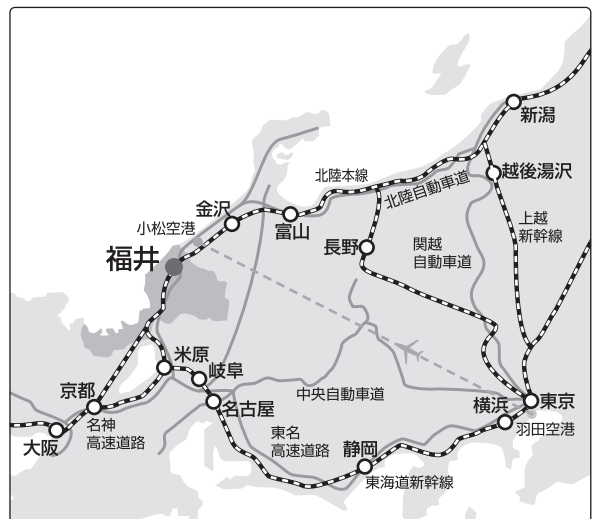 新潟
越後湯沢
北陸本線
北陸自動車道
金沢
小松空港
富山
上越
新幹線
長野
関越
自動車道
福井
米原
岐阜
京都
中央自動車道
名古屋
横浜
東京
名神
高速道路
東名
高速道路
羽田空港
大阪
静岡
東海道新幹線